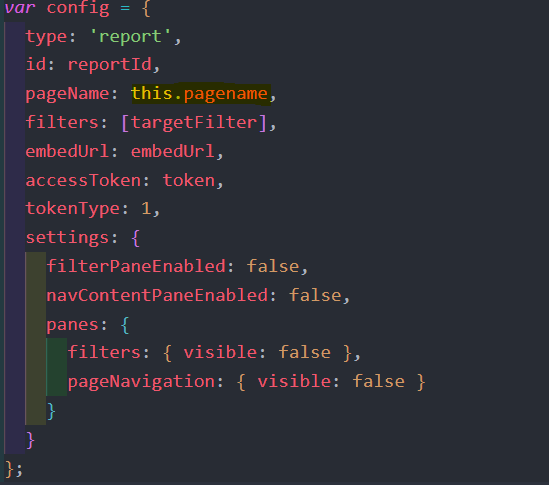 var config = {
type: 'report',
id: reportId,
pageName: this.pagename,
filters: [targetFilter],
embedUrl: embedUrl,
accessToken: token,
tokenType: 1,
settings: {
filterPaneEnabled: false,
navContentPaneEnabled: false,
panes: {
filters: { visible: false },
pageNavigation: { visible: false }
}
}
};